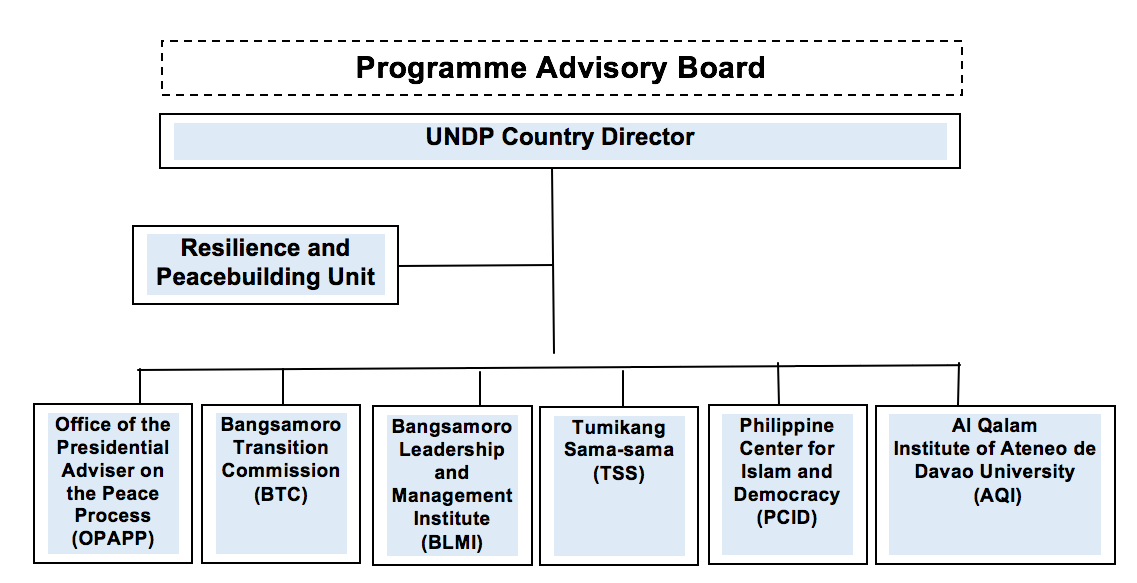 Programme Advisory Board
UNDP Country Director
Resilience and
Peacebuilding Unit
Office of the
Presidential
Adviser on
the Peace
Process
(OPAPP)
Bangsamoro
Transition
Commission
(BTC)
Bangsamoro
Leadership
and
Management
Institute
(BLMI)
Tumikang
Sama-sama
(TSS)
Philippine
Center for
Islam and
Democracy
(PCID)
Al Qalam
Institute of Ateneo de
Davao University
(AQI)